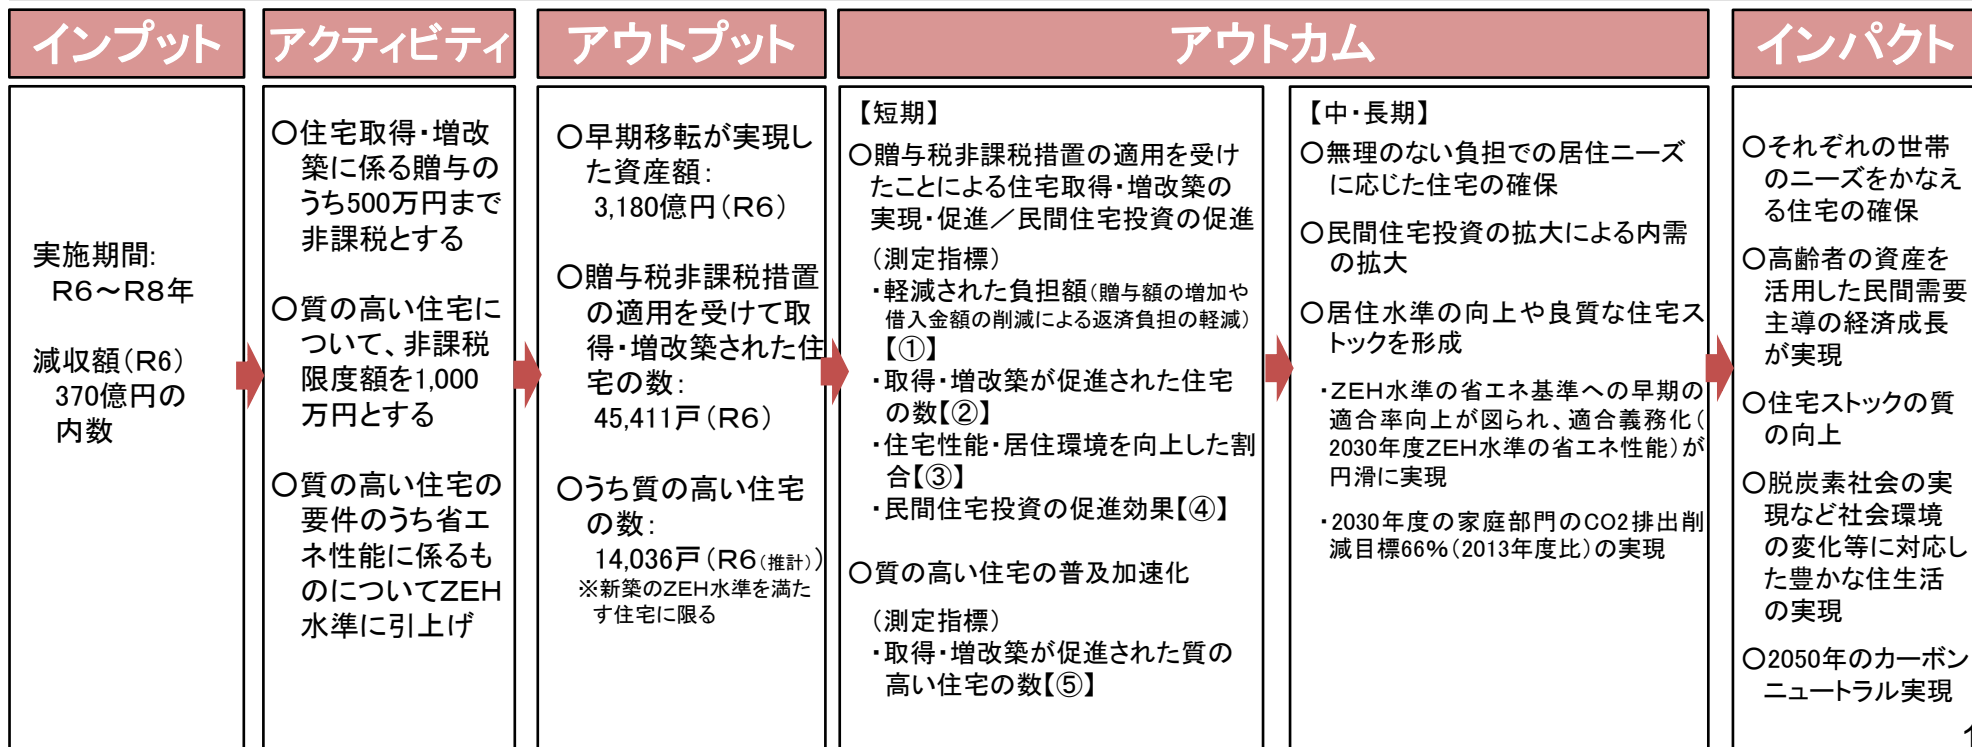 インプット
アクティビティ
アウトプット
アウトカム
インパクト
実施期間:
R6～R8年
減収額(R6)
370億円の
内数
〇住宅取得・増改
築に係る贈与の
うち500万円まで
非課税とする
〇質の高い住宅に
ついて、非課税
限度額を1,000
万円とする
〇質の高い住宅の
要件のうち省エ
ネ性能に係るも
のについてZEH
水準に引上げ
〇早期移転が実現し
た資産額:
3,180億円(R6)
〇贈与税非課税措置
の適用を受けて取
得・増改築された住
宅の数:
45,411戸(R6)
〇うち質の高い住宅
の数:
14,036戸(R6(推計))
※新築のZEH水準を満た
す住宅に限る
【短期】
〇贈与税非課税措置の適用を受け
たことによる住宅取得・増改築の
実現・促進／民間住宅投資の促進
(測定指標)
・軽減された負担額(贈与額の増加や
借入金額の削減による返済負担の軽減)
【①】
・取得・増改築が促進された住宅
の数【②】
・住宅性能・居住環境を向上した割
合【③】
・民間住宅投資の促進効果【④】
〇質の高い住宅の普及加速化
(測定指標)
・取得・増改築が促進された質の
高い住宅の数【⑤】
【中・長期】
〇無理のない負担での居住ニーズ
に応じた住宅の確保
〇民間住宅投資の拡大による内需
の拡大
〇居住水準の向上や良質な住宅ス
トックを形成
・ZEH水準の省エネ基準への早期の
適合率向上が図られ、適合義務化(
2030年度ZEH水準の省エネ性能)が
円滑に実現
・2030年度の家庭部門のCO2排出削
減目標66%(2013年度比)の実現
〇それぞれの世帯
のニーズをかなえ
る住宅の確保
〇高齢者の資産を
活用した民間需要
主導の経済成長
が実現
〇住宅ストックの質
の向上
〇脱炭素社会の実
現など社会環境
の変化等に対応し
た豊かな住生活
の実現
〇2050年のカーボン
ニュートラル実現